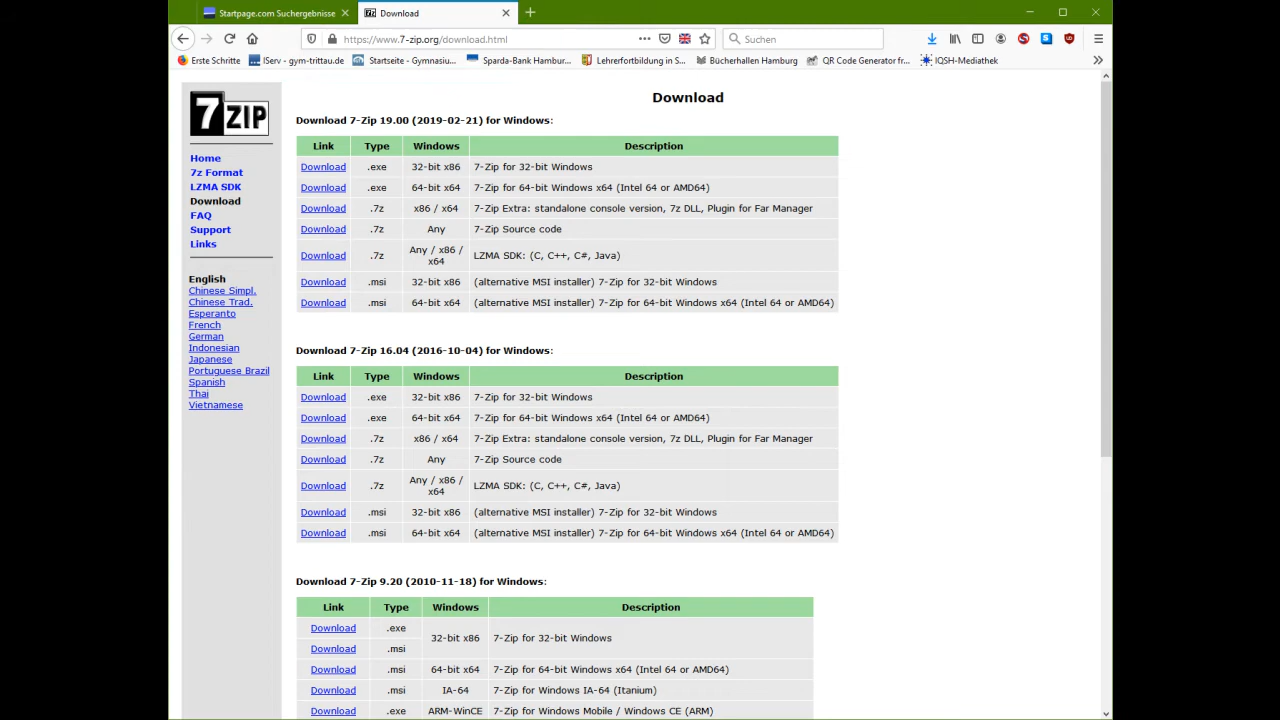 Startpage.com Suchergebnisse
Download
https://www.7-zip.org/download.html
Suchen
Erste Schritte
IServ - gym-trittau.de
Startseite - Gymnasiu...
Sparda-Bank Hambur...
Lehrerfortbildung in S...
Bücherhallen Hamburg
QR Code Generator fr...
IQSH-Mediathek
7ZIP
Home
7z Format
LZMA SDK
Download
FAQ
Support
Links
English
Chinese Simpl.
Chinese Trad.
Esperanto
French
German
Indonesian
Japanese
Portuguese Brazil
Spanish
Thai
Vietnamese
Download
Download 7-Zip 19.00 (2019-02-21) for Windows:
Link Type Windows Description
Download .exe 32-bit x86 7-Zip for 32-bit Windows
Download .exe 64-bit x64 7-Zip for 64-bit Windows x64 (Intel 64 or AMD64)
Download .7z x86 / x64 7-Zip Extra: standalone console version, 7z DLL, Plugin for Far Manager
Download .7z Any 7-Zip Source code
Download .7z Any / x86 / x64 LZMA SDK: (C, C++, C#, Java)
Download .msi 32-bit x86 (alternative MSI installer) 7-Zip for 32-bit Windows
Download .msi 64-bit x64 (alternative MSI installer) 7-Zip for 64-bit Windows x64 (Intel 64 or AMD64)
Download 7-Zip 16.04 (2016-10-04) for Windows:
Link Type Windows Description
Download .exe 32-bit x86 7-Zip for 32-bit Windows
Download .exe 64-bit x64 7-Zip for 64-bit Windows x64 (Intel 64 or AMD64)
Download .7z x86 / x64 7-Zip Extra: standalone console version, 7z DLL, Plugin for Far Manager
Download .7z Any 7-Zip Source code
Download .7z Any / x86 / x64 LZMA SDK: (C, C++, C#, Java)
Download .msi 32-bit x86 (alternative MSI installer) 7-Zip for 32-bit Windows
Download .msi 64-bit x64 (alternative MSI installer) 7-Zip for 64-bit Windows x64 (Intel 64 or AMD64)
Download 7-Zip 9.20 (2010-11-18) for Windows:
Link Type Windows Description
Download .exe 32-bit x86 7-Zip for 32-bit Windows
Download .msi
Download .msi 64-bit x64 7-Zip for 64-bit Windows x64 (Intel 64 or AMD64)
Download .msi IA-64 7-Zip for Windows IA-64 (Itanium)
Download .exe ARM-WinCE 7-Zip for Windows Mobile / Windows CE (ARM)